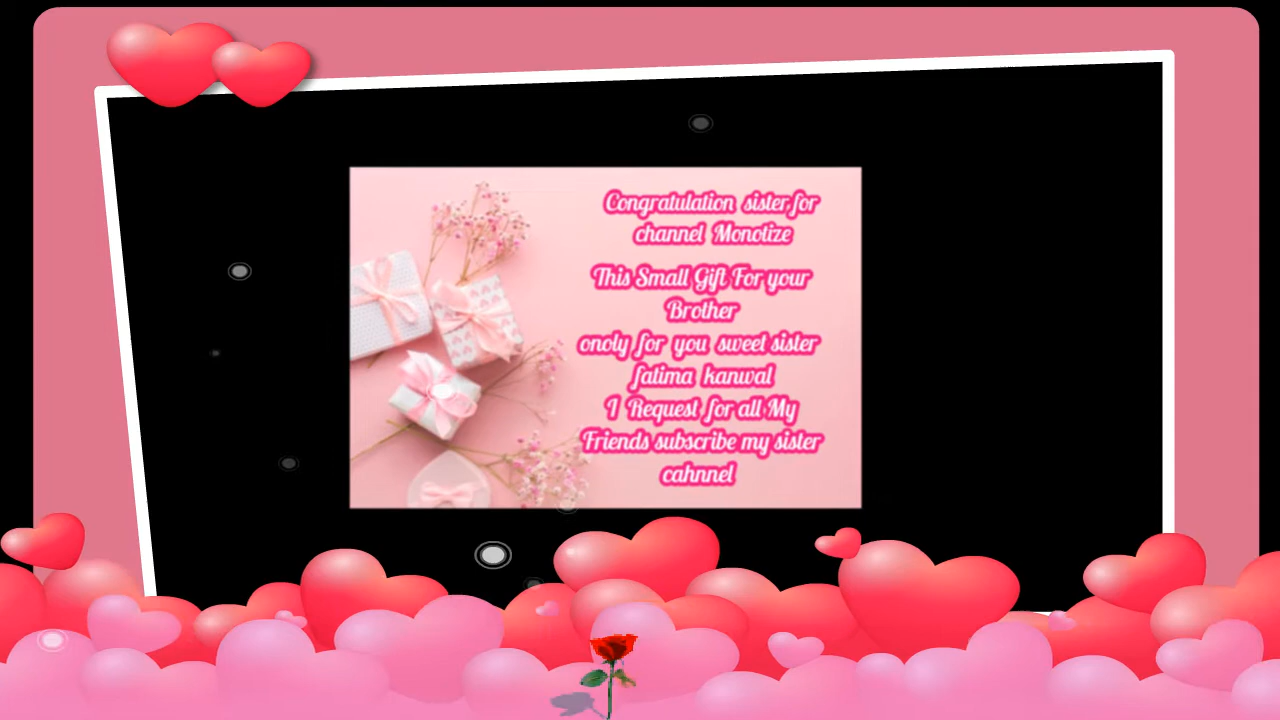 Congratulation sister for
channel Monotize
This Small Gift For your
Brother
onoly for you sweet sister
fatima kanwal
I Request for all My
Friends subscribe my sister
cahnnel